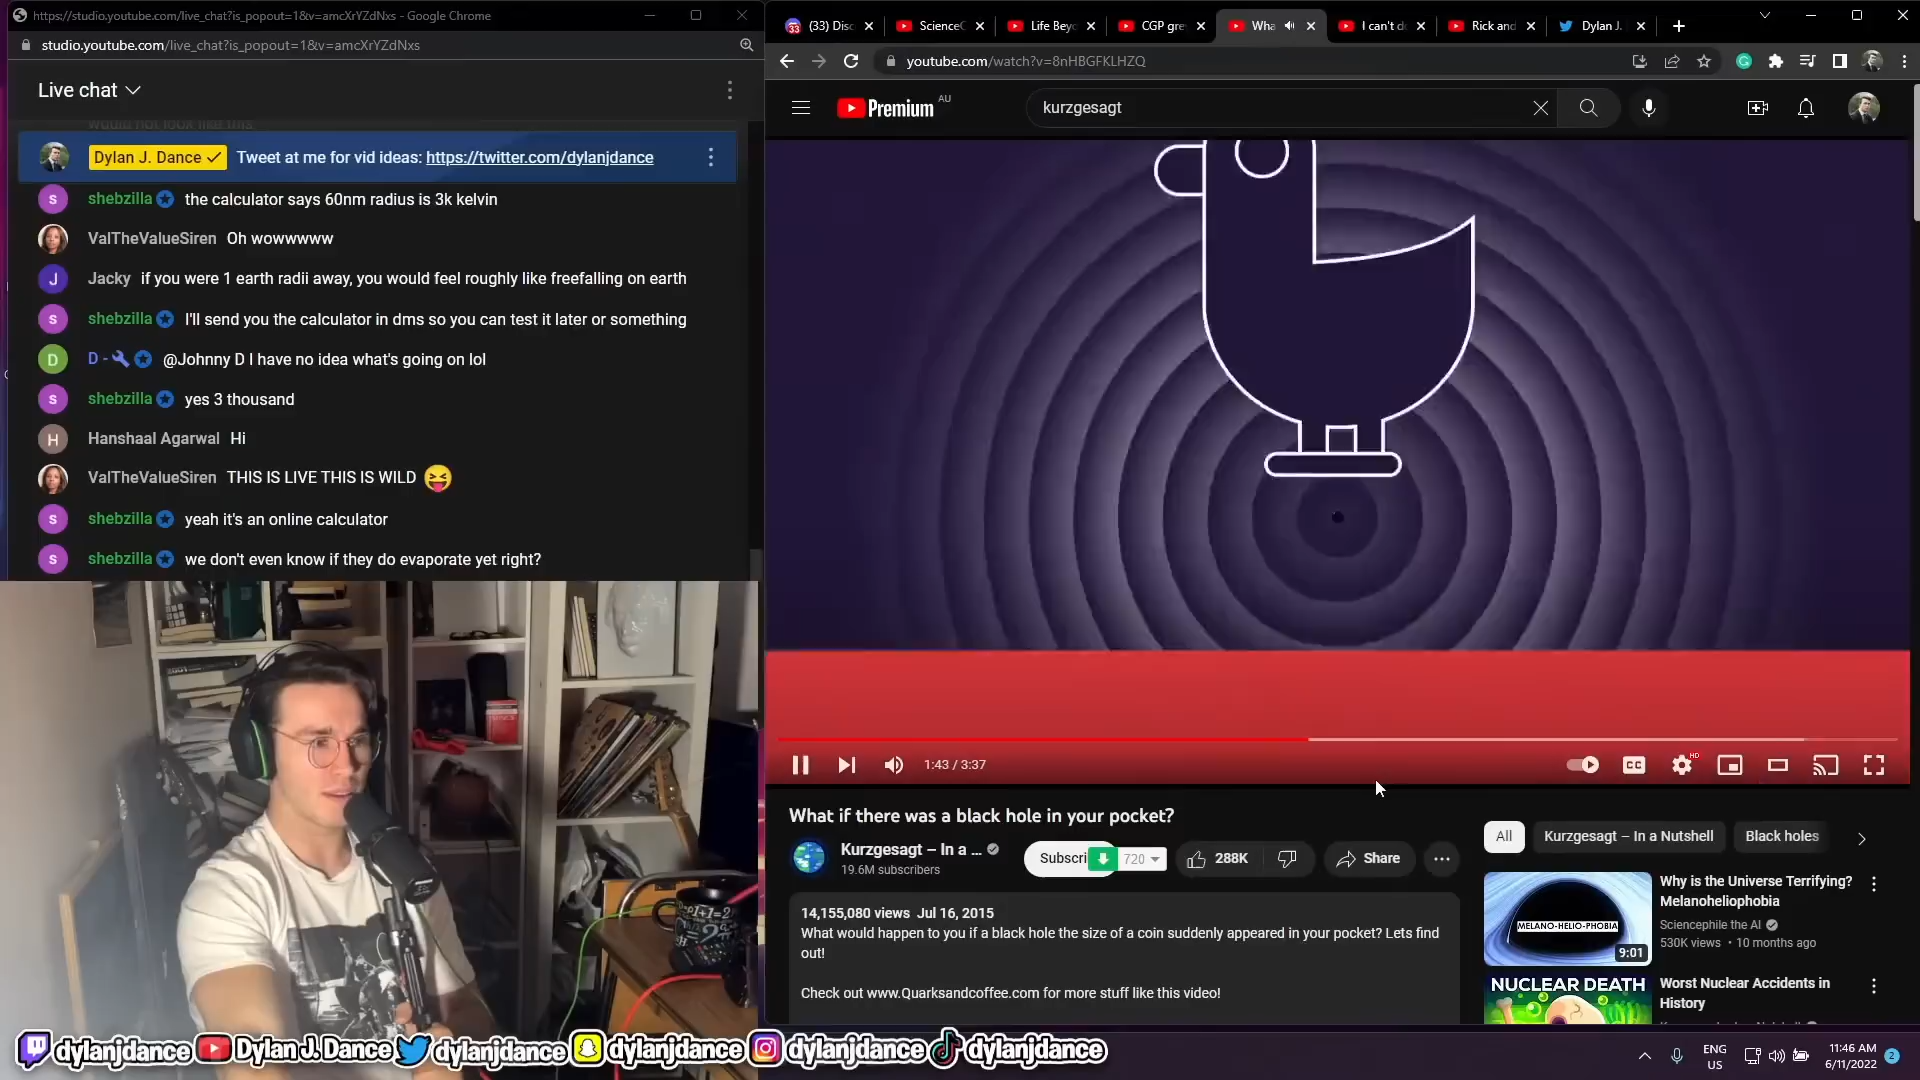 https://studio.youtube.com/live_chat?is_popout=1&v=amcXrYZdNxs - Google Chrome
studio.youtube.com/live_chat?is_popout=1&v=amcXrYZdNxs
Live chat
would not look like this
Dylan J. Dance Tweet at me for vid ideas: https://twitter.com/dylanjdance
shebzilla the calculator says 60nm radius is 3k kelvin
ValTheValueSiren Oh wowwwww
Jacky if you were 1 earth radii away, you would feel roughly like freefalling on earth
shebzilla I'll send you the calculator in dms so you can test it later or something
D - @Johnny D I have no idea what's going on lol
shebzilla yes 3 thousand
Hanshaal Agarwal Hi
ValTheValueSiren THIS IS LIVE THIS IS WILD
shebzilla yeah it's an online calculator
shebzilla we don't even know if they do evaporate yet right?
(33) Disc
Science
Life Bey
CGP gre
Wha
I can't d
Rick and
Dylan J.
youtube.com/watch?v=8nHBGFKLHZQ
Premium AU
kurzgesagt
1:43 / 3:37
CC
HD
What if there was a black hole in your pocket?
Kurzgesagt – In a ...
19.6M subscribers
Subscri
720
288K
Share
14,155,080 views Jul 16, 2015
What would happen to you if a black hole the size of a coin suddenly appeared in your pocket? Lets find
out!
Check out www.Quarksandcoffee.com for more stuff like this video!
All
Kurzgesagt – In a Nutshell
Black holes
MELANO-HELIO-PHOBIA
9:01
Why is the Universe Terrifying?
Melanoheliophobia
Sciencephile the AI
530K views • 10 months ago
NUCLEAR DEATH
Worst Nuclear Accidents in
History
dylanjdance Dylan J. Dance dylanjdance dylanjdance dylanjdance dylanjdance
ENG
US
11:46 AM
6/11/2022
2